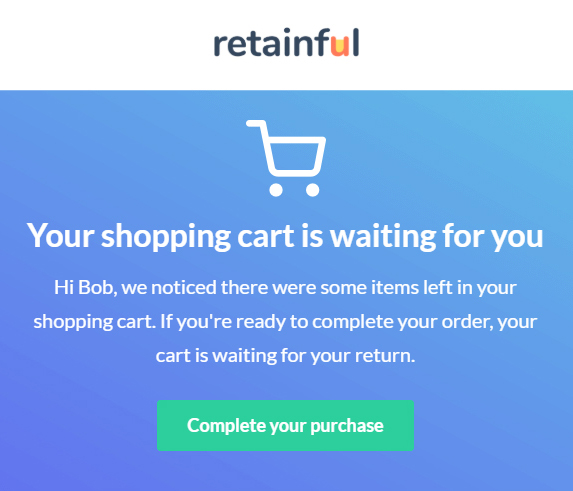 retainful
Your shopping cart is waiting for you
Hi Bob, we noticed there were some items left in your
shopping cart. If you're ready to complete your order, your
cart is waiting for your return.
Complete your purchase